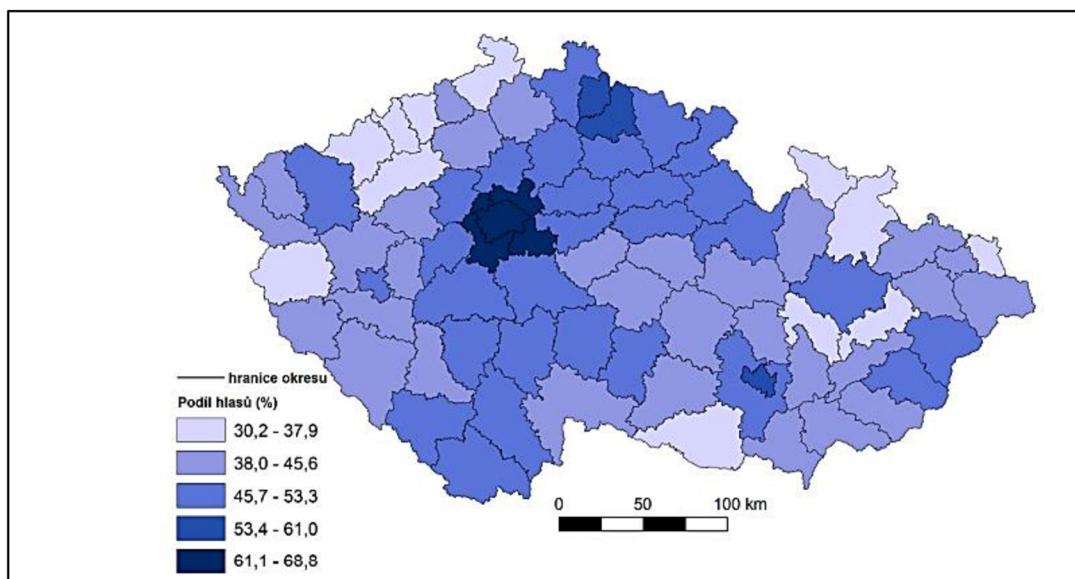 hranice okresu
Podíl hlasů (%)
30,2 - 37,9
38,0 - 45,6
45,7 - 53,3
53,4 - 61,0
61,1 - 68,8
0 50 100 km